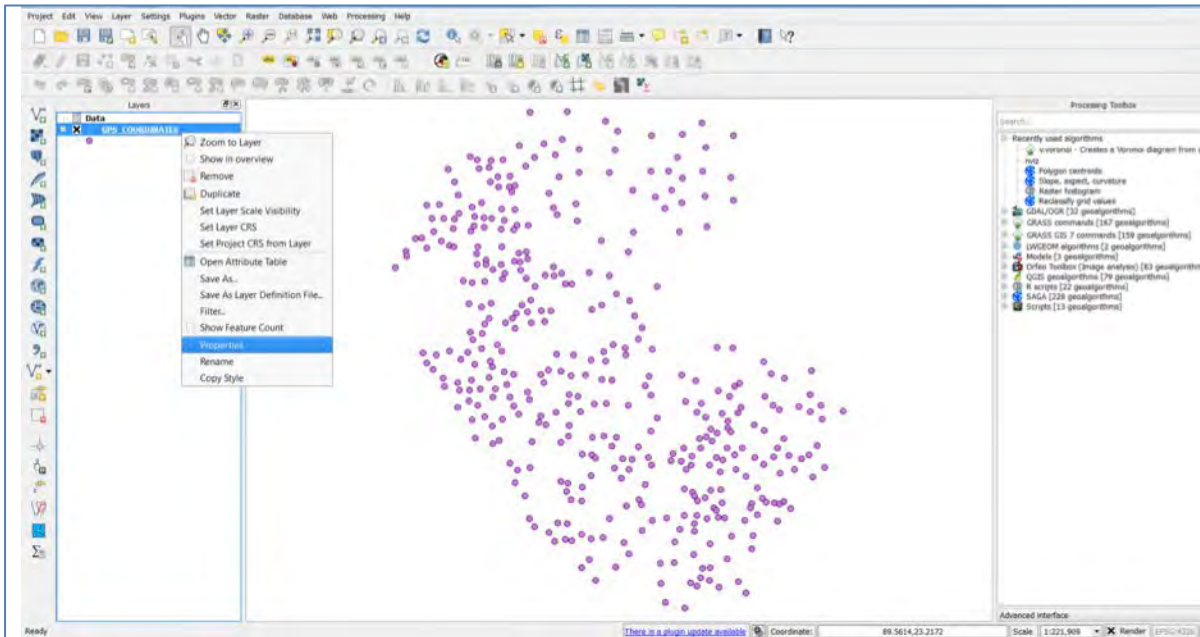 Project Edit View Layer Settings Plugins Vector Raster Database Web Processing Help
Layers
Data
GPS_COORDINATES
Zoom to Layer
Show in overview
Remove
Duplicate
Set Layer Scale Visibility
Set Layer CRS
Set Project CRS from Layer
Open Attribute Table
Save As...
Save As Layer Definition File...
Filter...
Show Feature Count
Properties
Rename
Copy Style
Processing Toolbox
Search...
Recently used algorithms
v.voronoi - Creates a Voronoi diagram from
nviz
Polygon centroids
Slope, aspect, curvature
Raster histogram
Reclassify grid values
GDAL/OGR [32 geoalgorithms]
GRASS commands [167 geoalgorithms]
GRASS GIS 7 commands [159 geoalgorithms]
LWGEOM algorithms [2 geoalgorithms]
Models [3 geoalgorithms]
Orfeo Toolbox (Image analysis) [83 geoalgorithms
QGIS geoalgorithms [79 geoalgorithms]
R scripts [22 geoalgorithms]
SAGA [228 geoalgorithms]
Scripts [13 geoalgorithms]
Advanced interface
Ready There is a plugin update available Coordinate: 89.5614,23.2172 Scale 1:221,909 Render